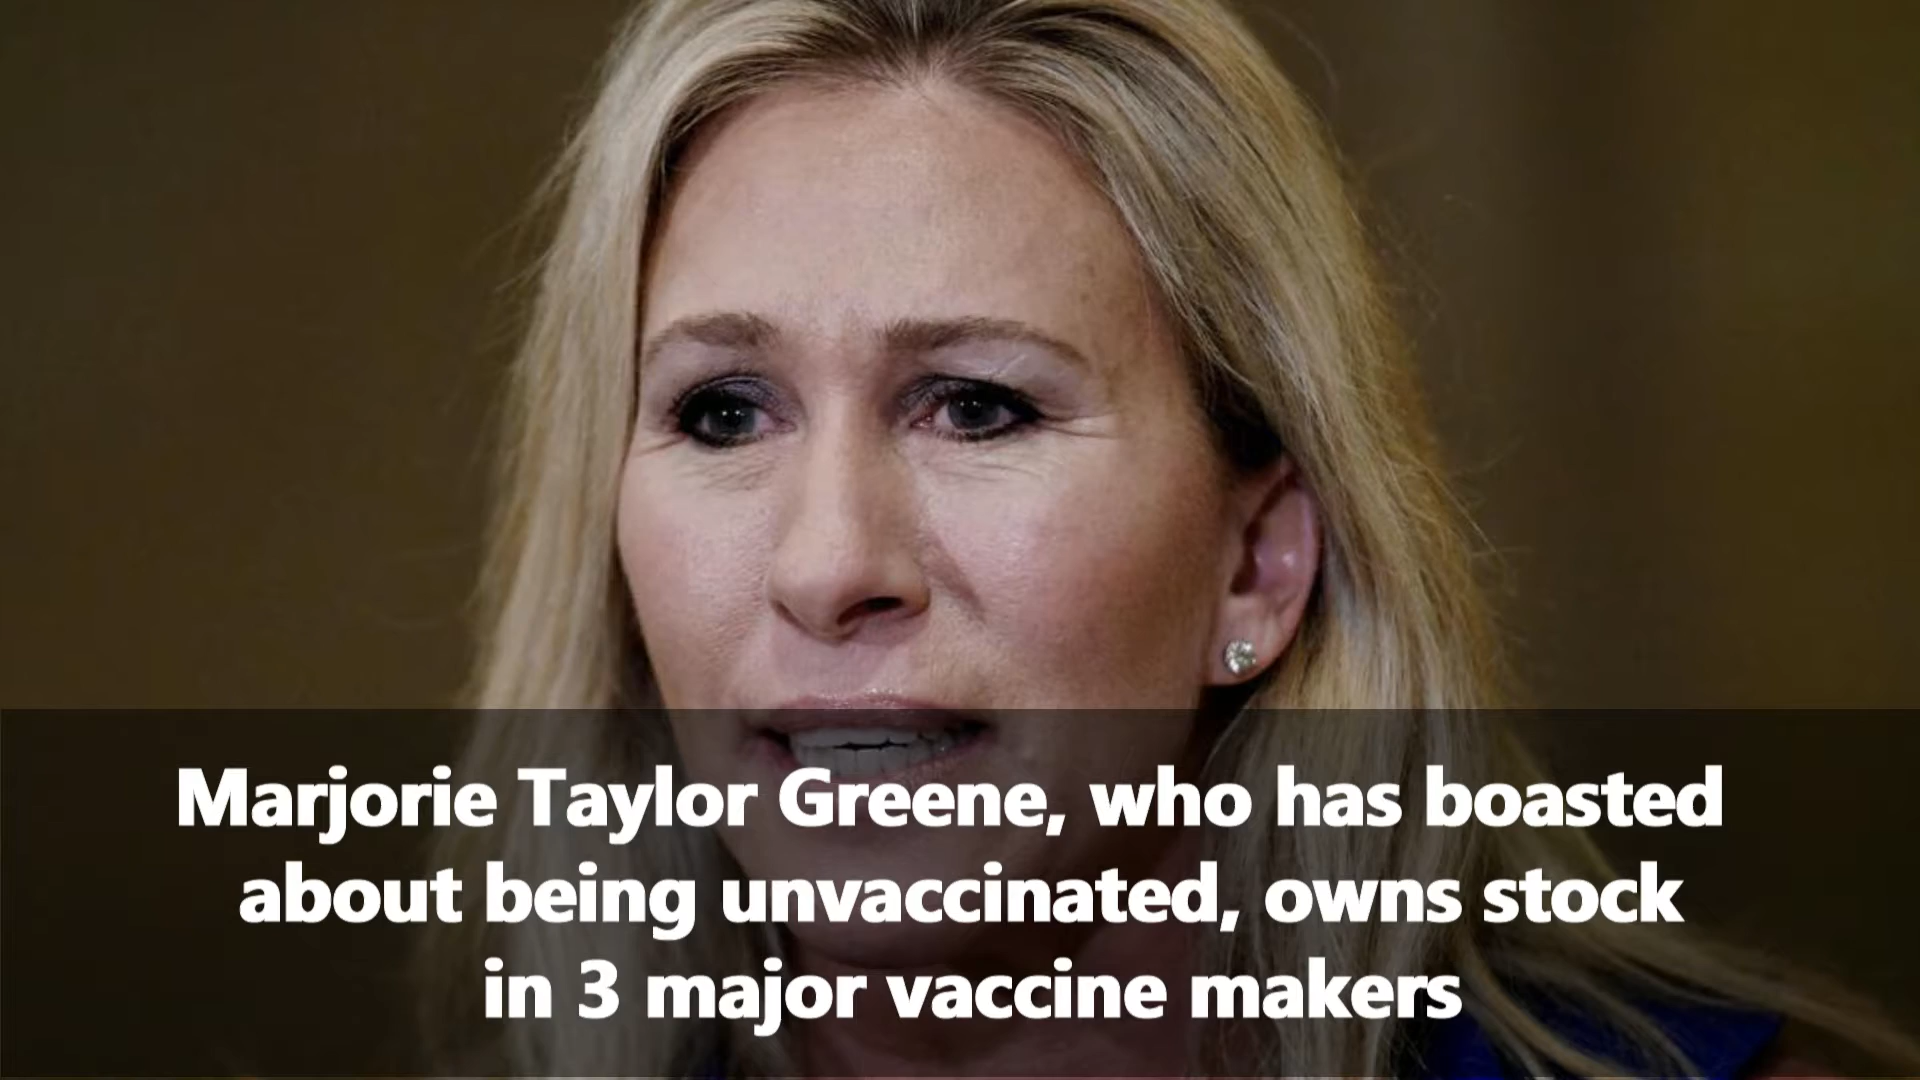 Marjorie Taylor Greene, who has boasted
about being unvaccinated, owns stock
in 3 major vaccine makers